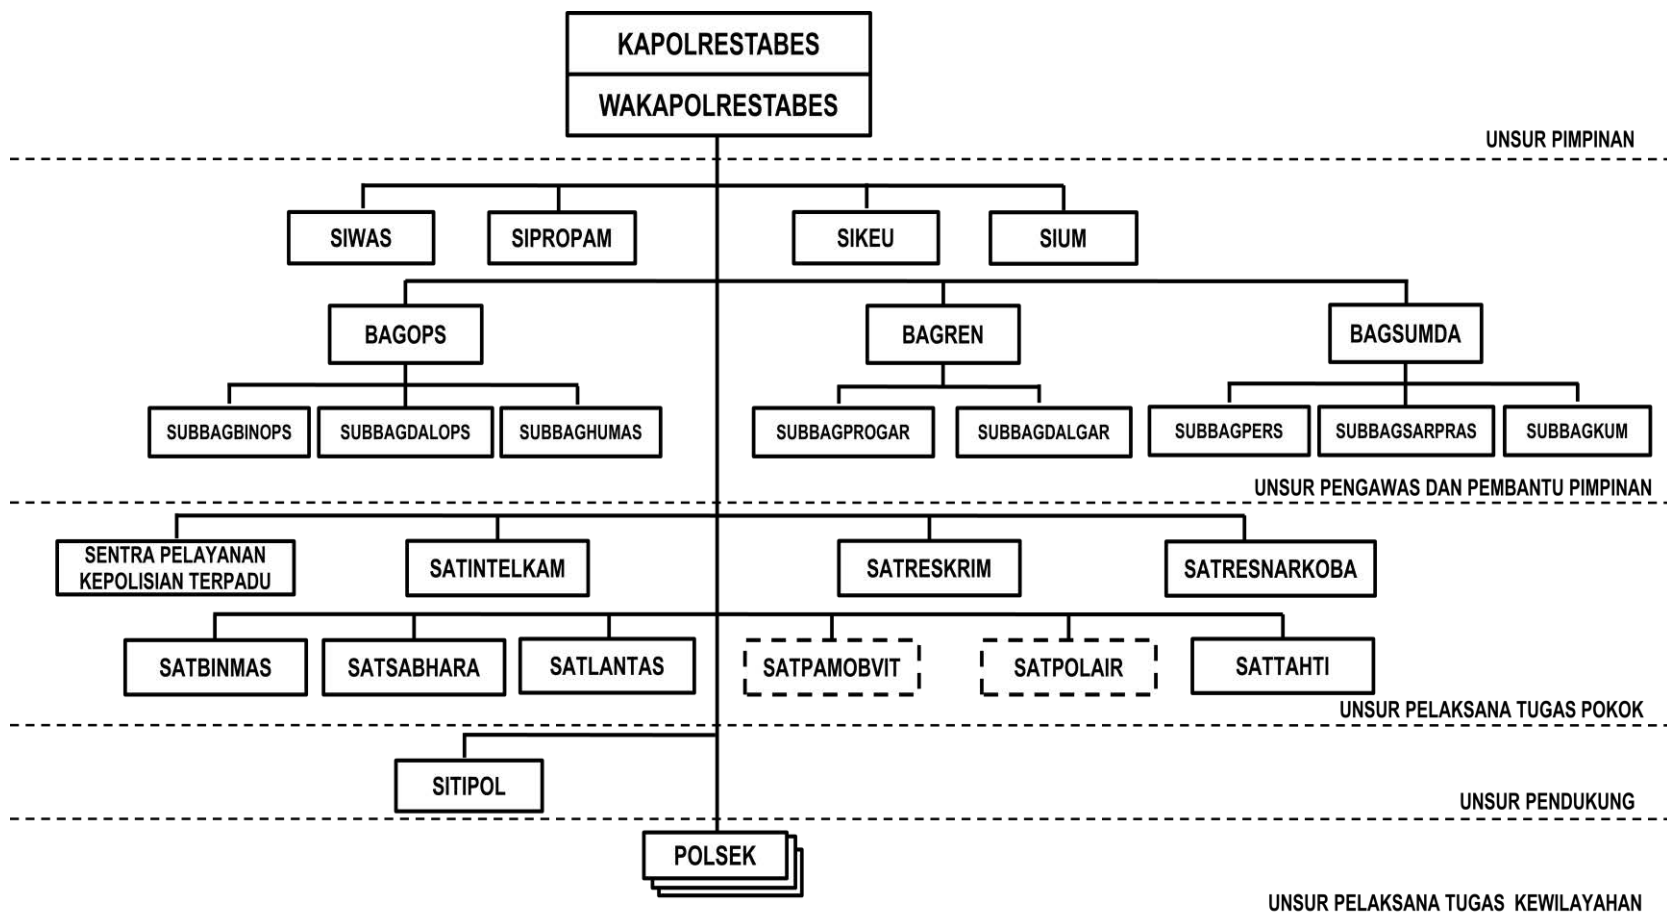 KAPOLRESTABES
WAKAPOLRESTABES
UNSUR PIMPINAN
SIWAS
SIPROPAM
SIKEU
SIUM
BAGOPS
BAGREN
BAGSUMDA
SUBBAGBINOPS
SUBBAGDALOPS
SUBBAGHUMAS
SUBBAGPROGAR
SUBBAGDALGAR
SUBBAGPERS
SUBBAGSARPRAS
SUBBAGKUM
UNSUR PENGAWAS DAN PEMBANTU PIMPINAN
SENTRA PELAYANAN
KEPOLISIAN TERPADU
SATINTELKAM
SATRESKRIM
SATRESNARKOBA
SATBINMAS
SATSABHARA
SATLANTAS
SATPAMOBVIT
SATPOLAIR
SATTAHTI
UNSUR PELAKSANA TUGAS POKOK
SITIPOL
UNSUR PENDUKUNG
POLSEK
UNSUR PELAKSANA TUGAS KEWILAYAHAN